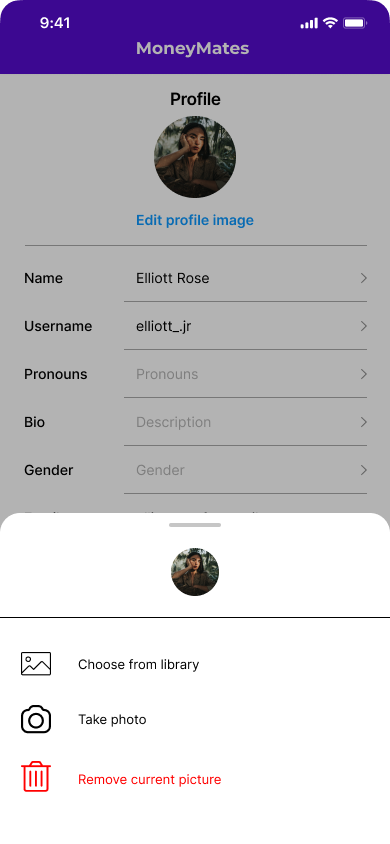 9:41
MoneyMates
Profile
Edit profile image
Name Elliott Rose
Username elliott_.jr
Pronouns Pronouns
Bio Description
Gender Gender
Choose from library
Take photo
Remove current picture